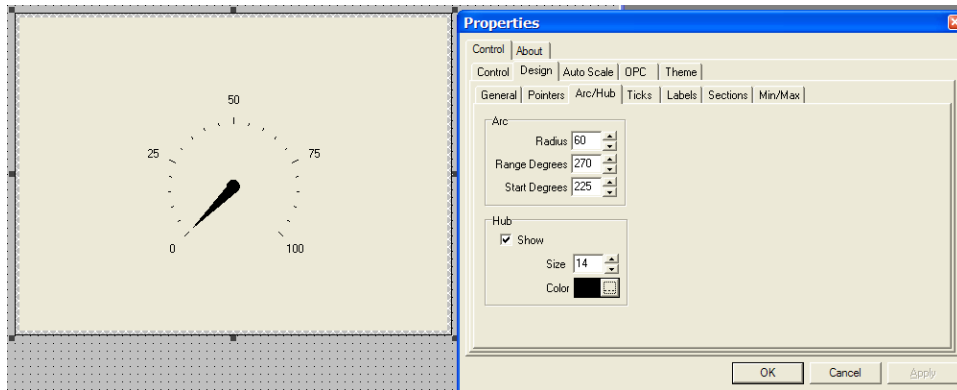 50
25
75
0
100
Properties
Control About
Control Design Auto Scale OPC Theme
General Pointers Arc/Hub Ticks Labels Sections Min/Max
Arc
Radius 60
Range Degrees 270
Start Degrees 225
Hub
Show
Size 14
Color ...
OK Cancel Apply